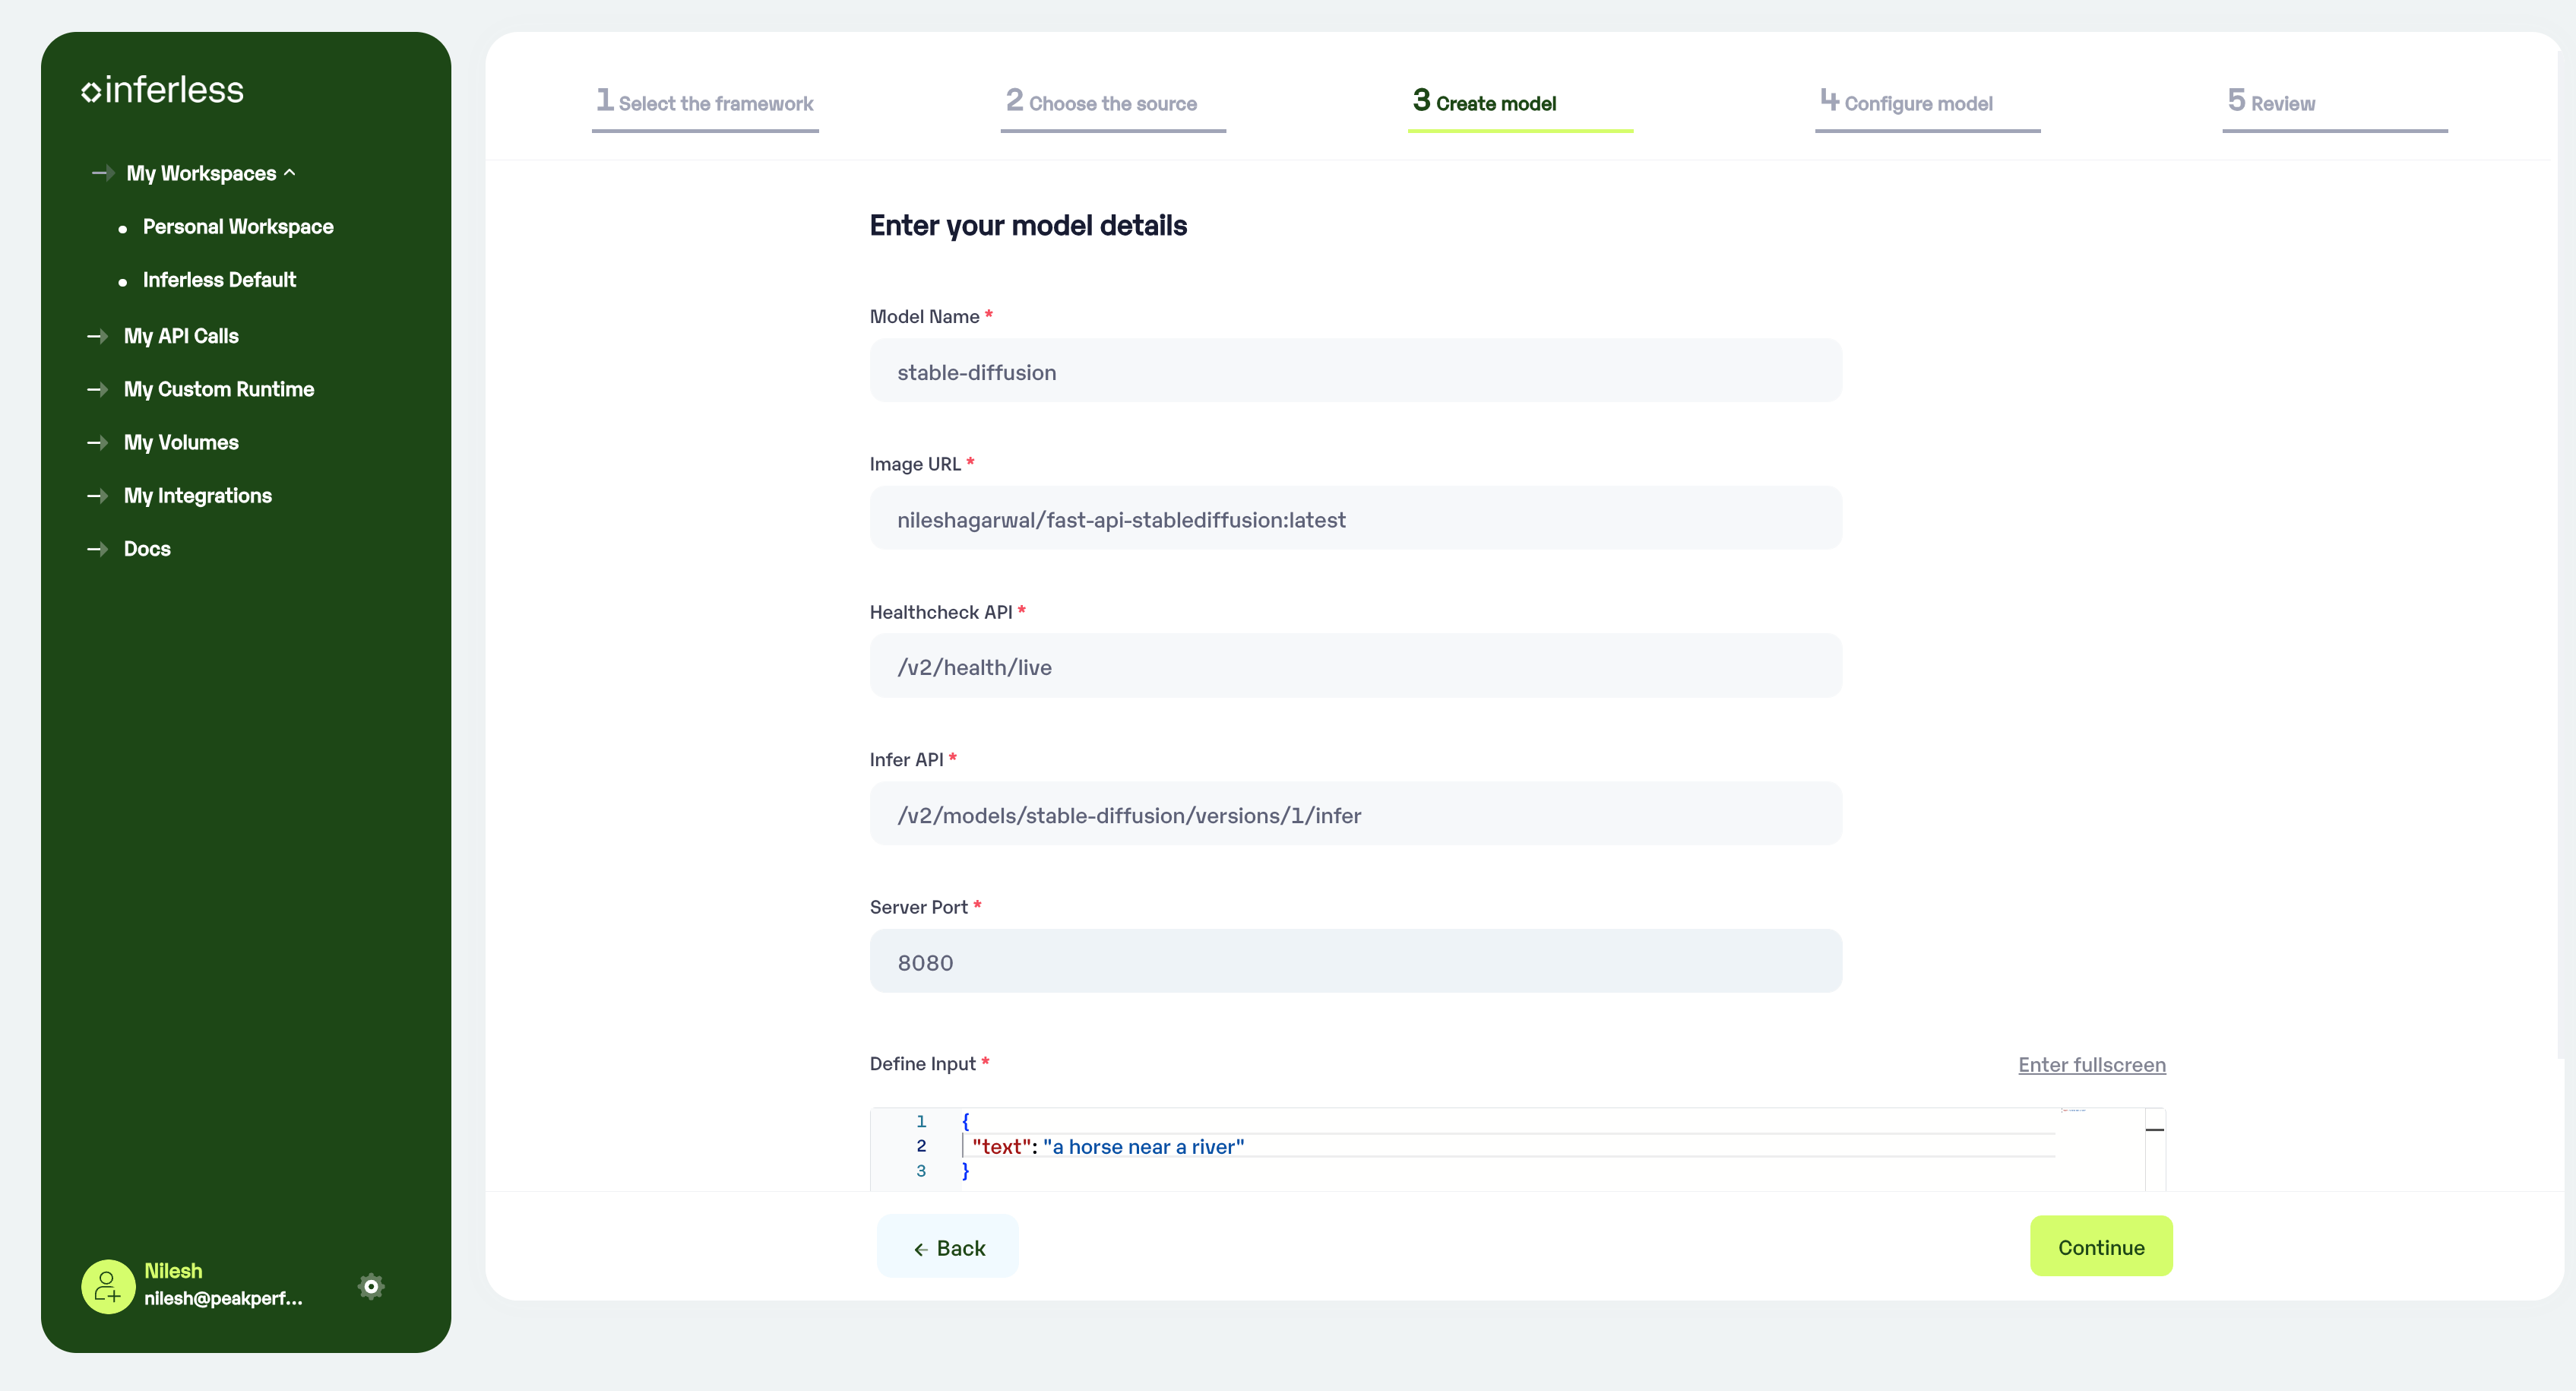 inferless
My Workspaces
Personal Workspace
Inferless Default
My API Calls
My Custom Runtime
My Volumes
My Integrations
Docs
Nilesh
nilesh@peakperf...
1 Select the framework
2 Choose the source
3 Create model
4 Configure model
5 Review
Enter your model details
Model Name *
stable-diffusion
Image URL *
nileshagarwal/fast-api-stablediffusion:latest
Healthcheck API *
/v2/health/live
Infer API *
/v2/models/stable-diffusion/versions/1/infer
Server Port *
8080
Define Input *
Enter fullscreen
1 {
2 "text": "a horse near a river"
3 }
← Back
Continue